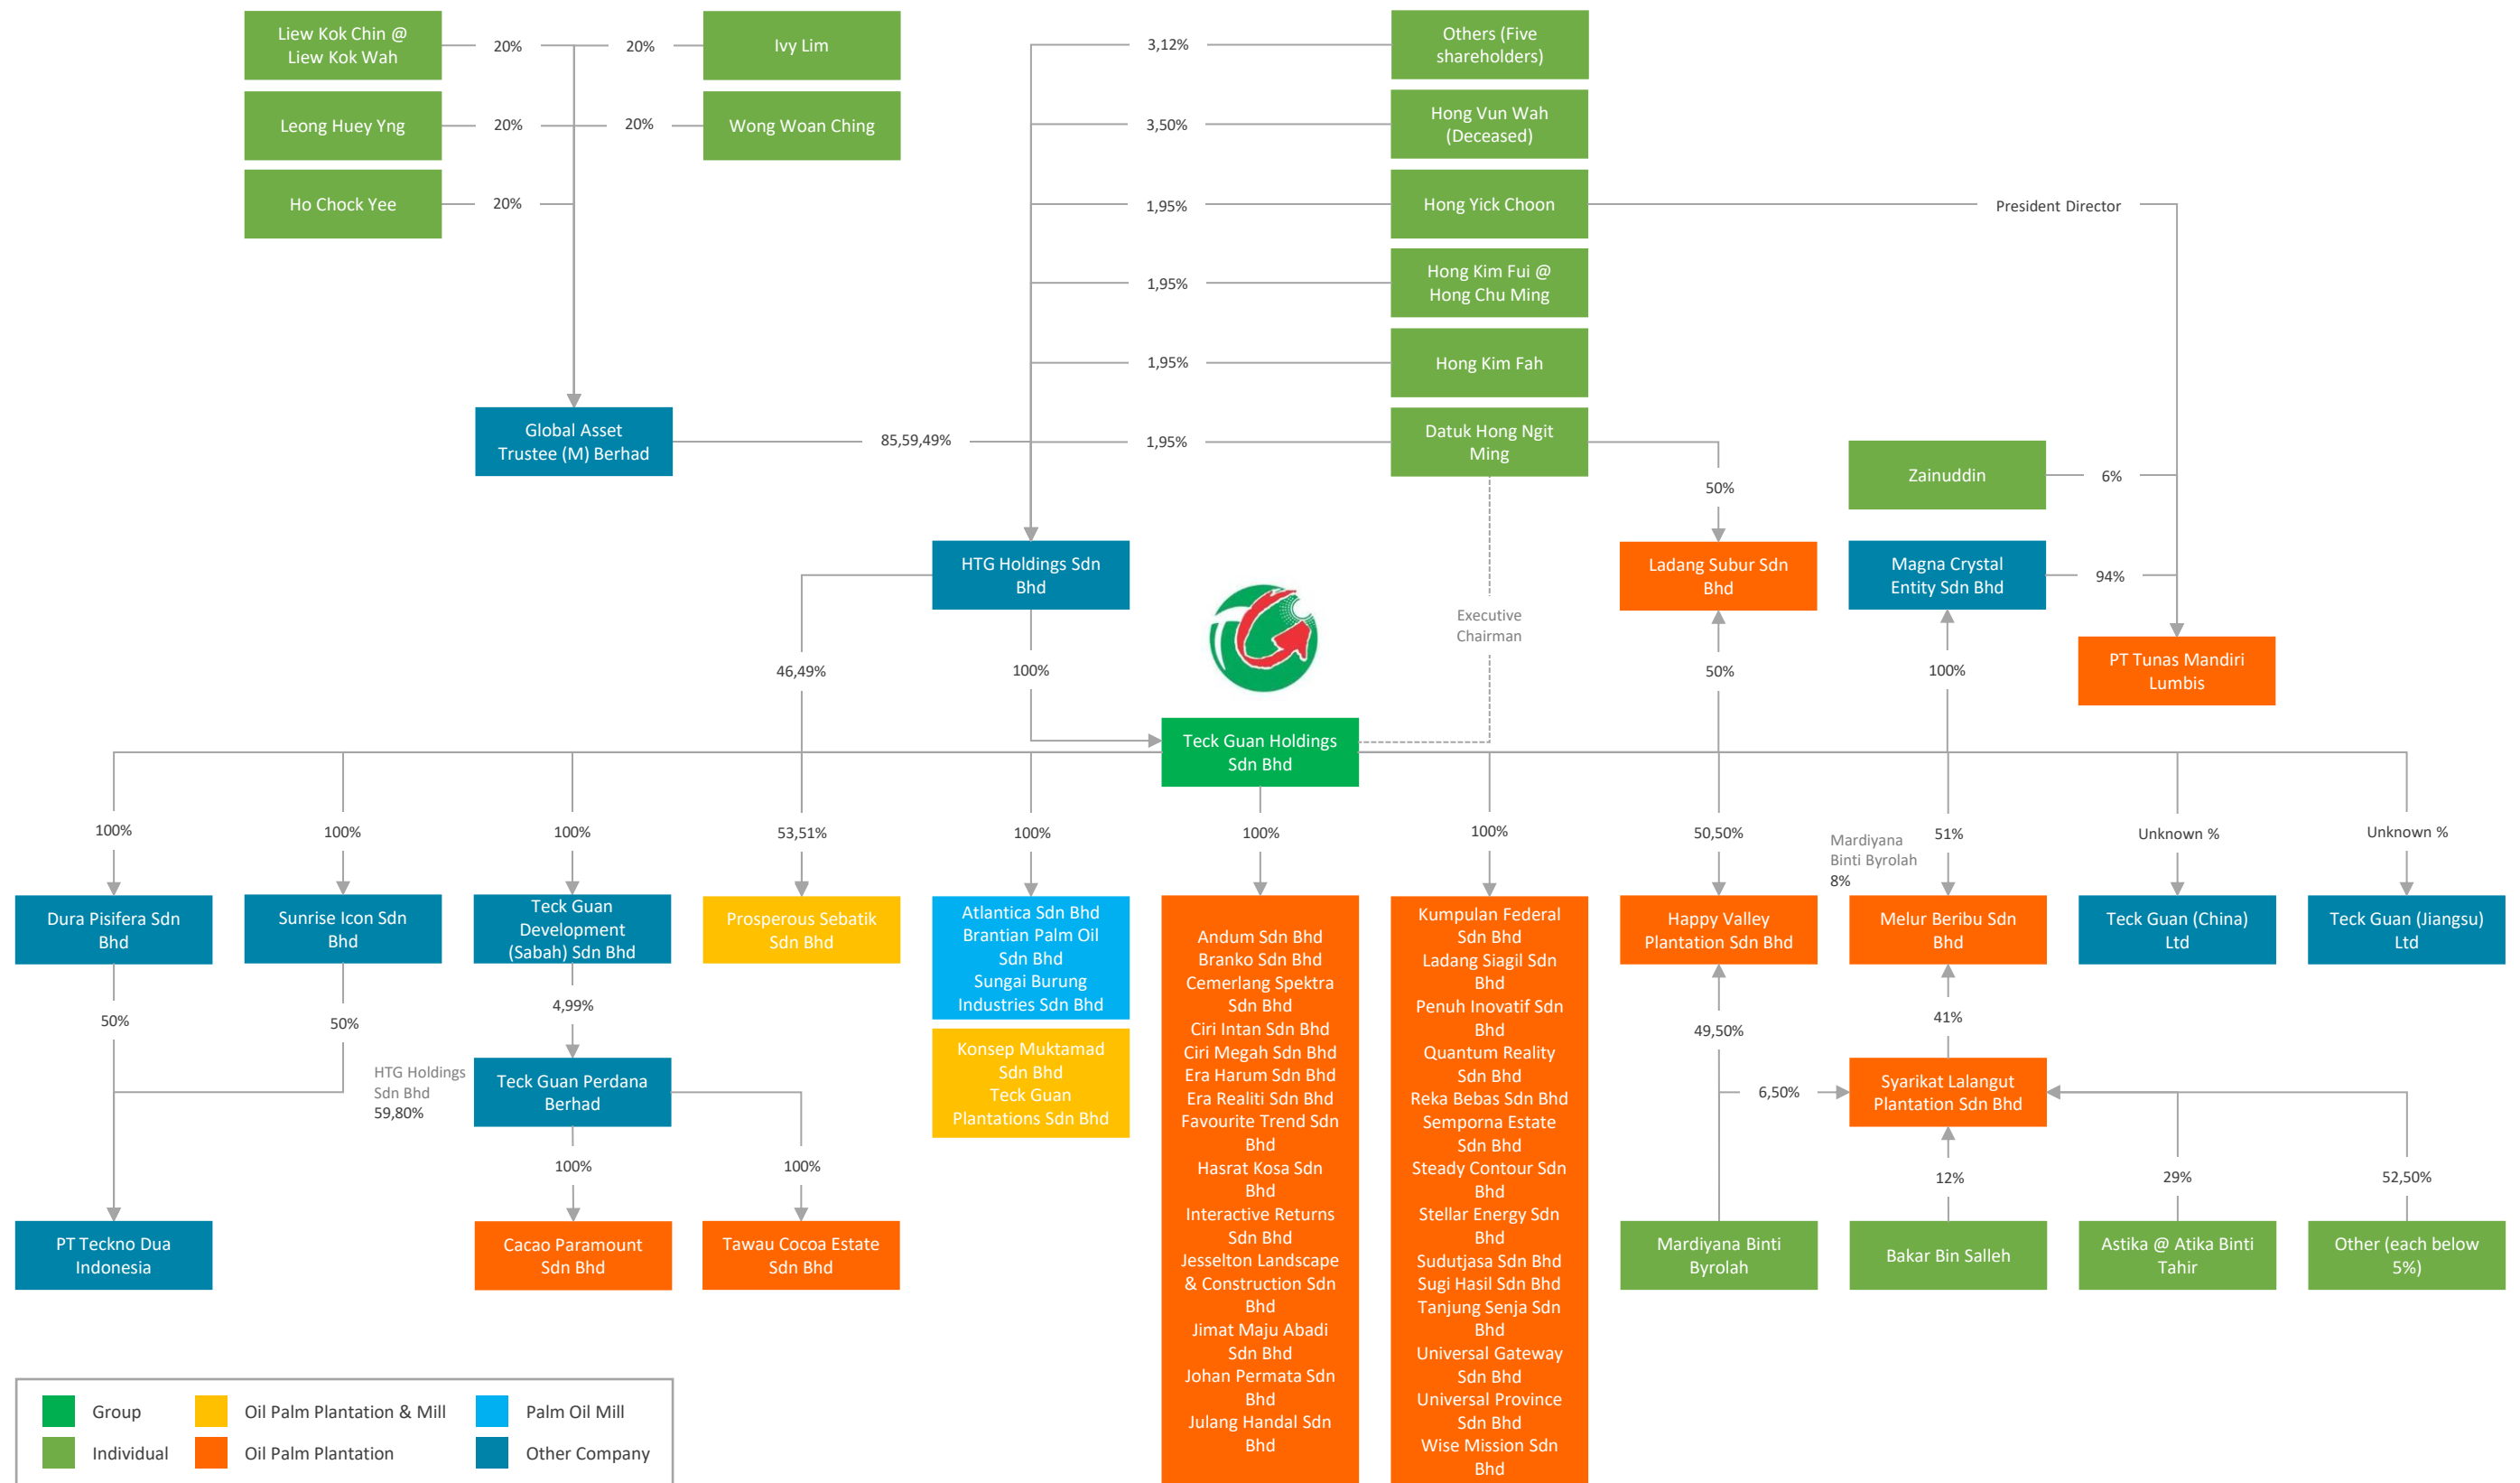 Liew Kok Chin @
Liew Kok Wah
20%
20%
Ivy Lim
3,12%
Others (Five
shareholders)
Leong Huey Yng
20%
20%
Wong Woan Ching
3,50%
Hong Vun Wah
(Deceased)
Ho Chock Yee
20%
1,95%
Hong Yick Choon
President Director
1,95%
Hong Kim Fui @
Hong Chu Ming
1,95%
Hong Kim Fah
Global Asset
Trustee (M) Berhad
85,59,49%
1,95%
Datuk Hong Ngit
Ming
50%
Zainuddin
6%
HTG Holdings Sdn
Bhd
Ladang Subur Sdn
Bhd
Magna Crystal
Entity Sdn Bhd
94%
Executive
Chairman
46,49%
100%
50%
100%
PT Tunas Mandiri
Lumbis
Teck Guan Holdings
Sdn Bhd
100%
100%
100%
53,51%
100%
100%
100%
50,50%
51%
Unknown %
Unknown %
Mardiyana
Binti Byrolah
8%
Dura Pisifera Sdn
Bhd
Sunrise Icon Sdn
Bhd
Teck Guan
Development
(Sabah) Sdn Bhd
Prosperous Sebatik
Sdn Bhd
Atlantica Sdn Bhd
Brantian Palm Oil
Sdn Bhd
Sungai Burung
Industries Sdn Bhd
Konsep Muktamad
Sdn Bhd
Teck Guan
Plantations Sdn Bhd
Andum Sdn Bhd
Branko Sdn Bhd
Cemerlang Spektra
Sdn Bhd
Ciri Intan Sdn Bhd
Ciri Megah Sdn Bhd
Era Harum Sdn Bhd
Era Realiti Sdn Bhd
Favourite Trend Sdn
Bhd
Hasrat Kosa Sdn
Bhd
Interactive Returns
Sdn Bhd
Jesselton Landscape
& Construction Sdn
Bhd
Jimat Maju Abadi
Sdn Bhd
Johan Permata Sdn
Bhd
Julang Handal Sdn
Bhd
Kumpulan Federal
Sdn Bhd
Ladang Siagil Sdn
Bhd
Penuh Inovatif Sdn
Bhd
Quantum Reality
Sdn Bhd
Reka Bebas Sdn Bhd
Semporna Estate
Sdn Bhd
Steady Contour Sdn
Bhd
Stellar Energy Sdn
Bhd
Sudutjasa Sdn Bhd
Sugi Hasil Sdn Bhd
Tanjung Senja Sdn
Bhd
Universal Gateway
Sdn Bhd
Universal Province
Sdn Bhd
Wise Mission Sdn
Bhd
Happy Valley
Plantation Sdn Bhd
Melur Beribu Sdn
Bhd
Teck Guan (China)
Ltd
Teck Guan (Jiangsu)
Ltd
50%
50%
4,99%
49,50%
41%
HTG Holdings
Sdn Bhd
59,80%
Teck Guan Perdana
Berhad
6,50%
Syarikat Lalangut
Plantation Sdn Bhd
100%
100%
12%
29%
52,50%
PT Teckno Dua
Indonesia
Cacao Paramount
Sdn Bhd
Tawau Cocoa Estate
Sdn Bhd
Mardiyana Binti
Byrolah
Bakar Bin Salleh
Astika @ Atika Binti
Tahir
Other (each below
5%)
Group
Oil Palm Plantation & Mill
Palm Oil Mill
Individual
Oil Palm Plantation
Other Company